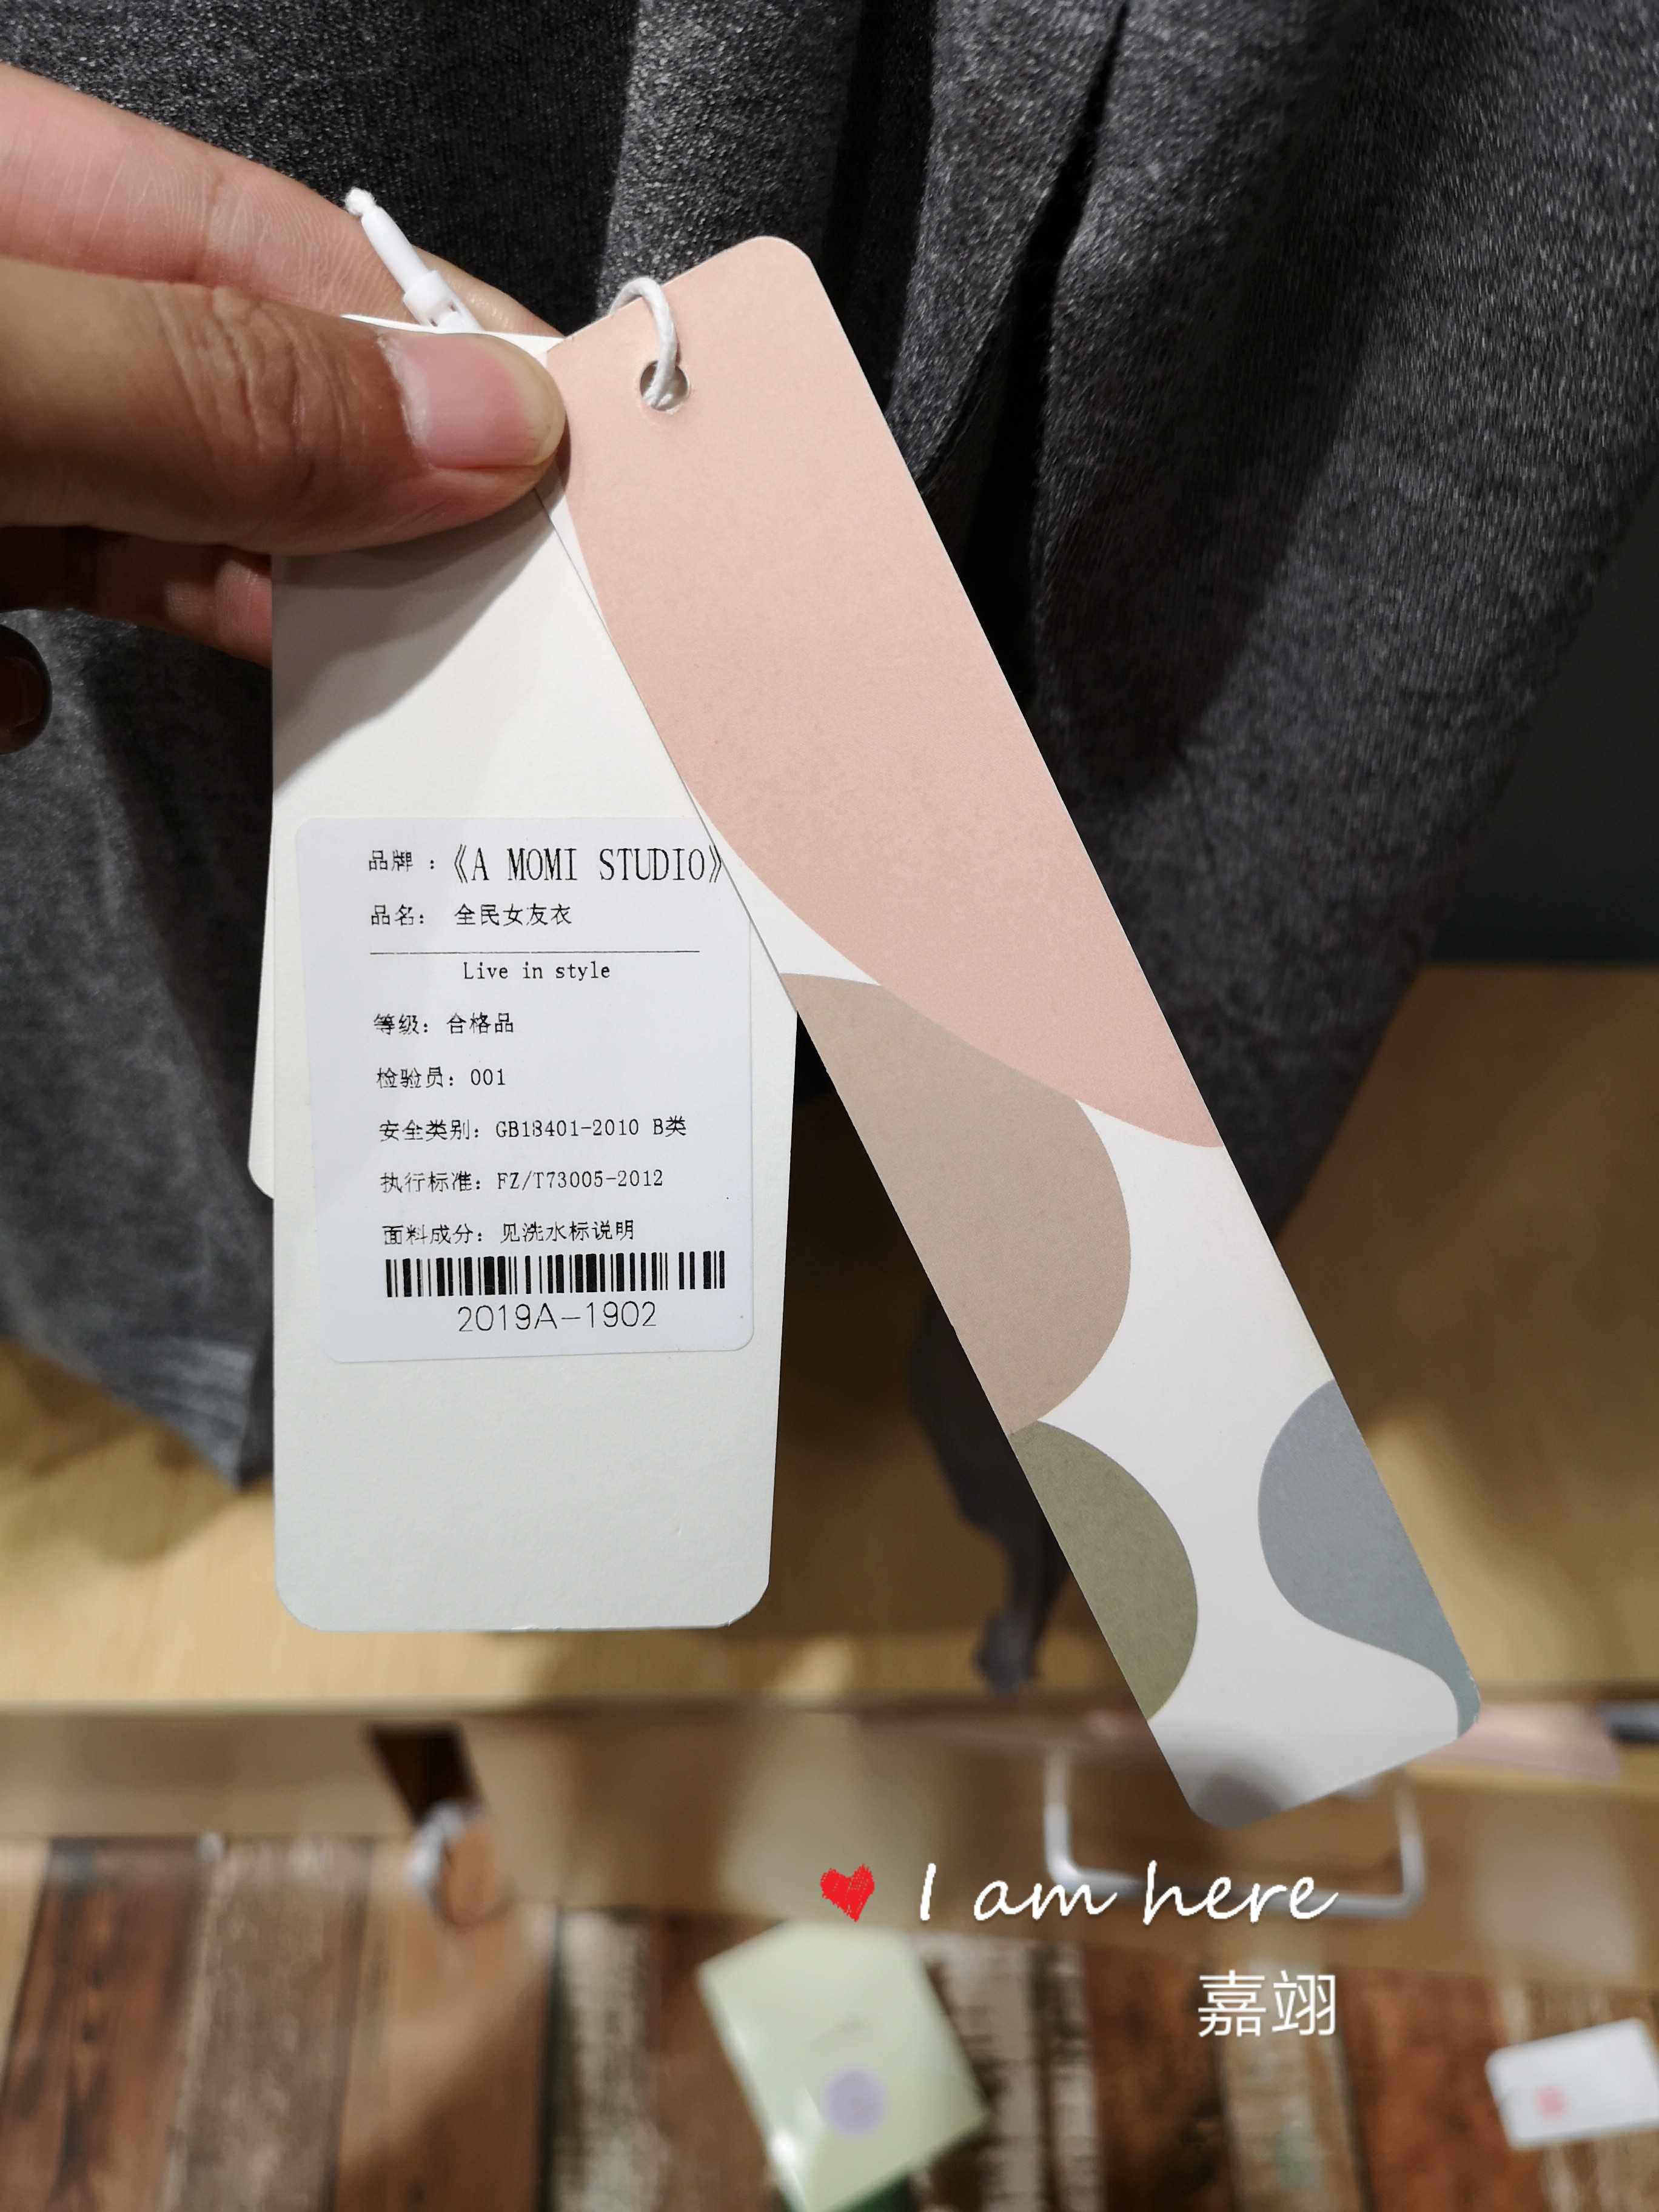 品牌：《A MOMI STUDIO》
品名： 全民女友衣
Live in style
等级：合格品
检验员：001
安全类别：GB18401-2010 B类
执行标准：FZ/T73005-2012
面料成分：见洗水标说明
2019A-1902
I am here
嘉翊